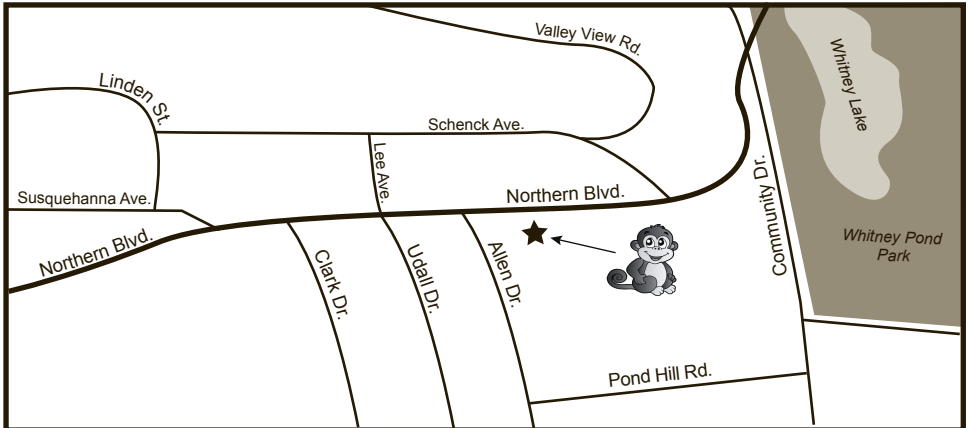 Valley View Rd.
Whitney Lake
Linden St.
Schenck Ave.
Lee Ave.
Susquehanna Ave.
Northern Blvd.
Community Dr.
Northern Blvd.
Whitney Pond
Park
Clark Dr.
Udall Dr.
Allen Dr.
Pond Hill Rd.